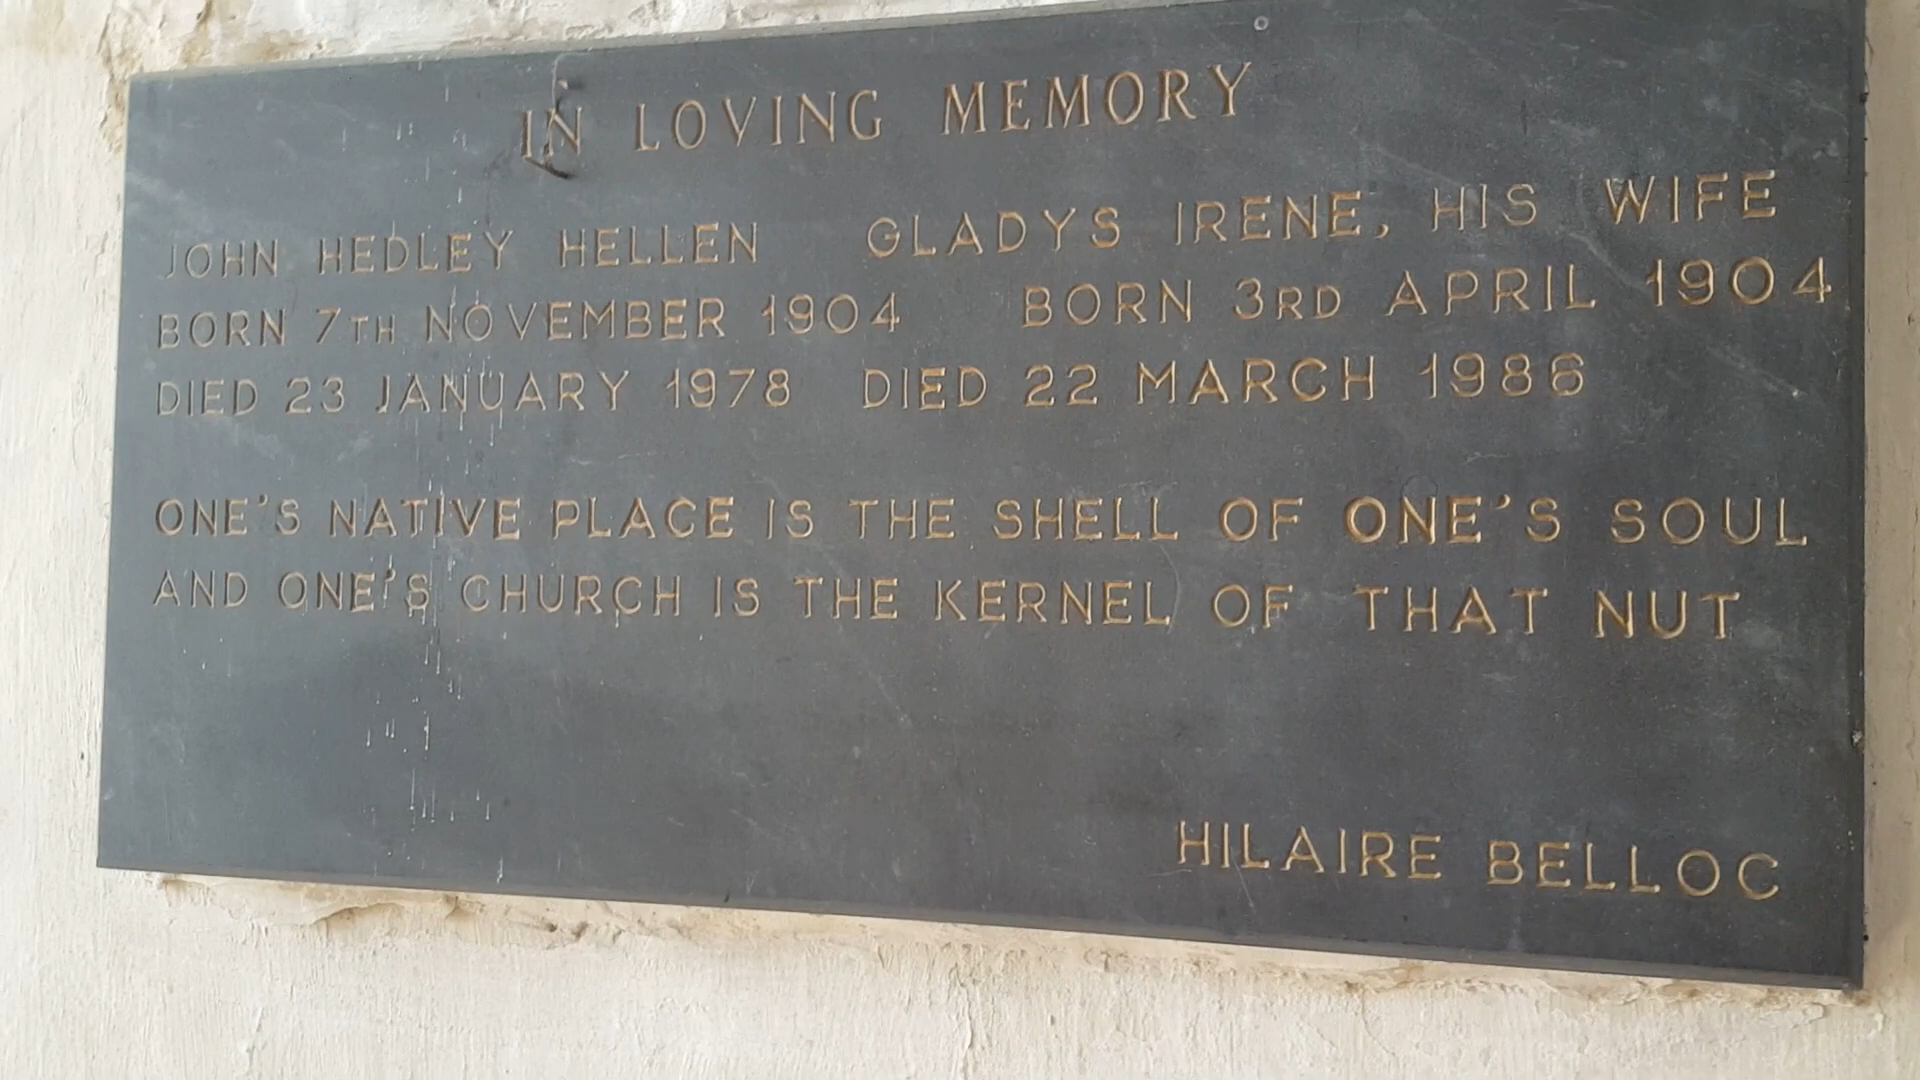 IN LOVING MEMORY
JOHN HEDLEY HELLEN GLADYS IRENE, HIS WIFE
BORN 7TH NOVEMBER 1904 BORN 3RD APRIL 1904
DIED 23 JANUARY 1978 DIED 22 MARCH 1986
ONE'S NATIVE PLACE IS THE SHELL OF ONE'S SOUL
AND ONE'S CHURCH IS THE KERNEL OF THAT NUT
HILAIRE BELLOC